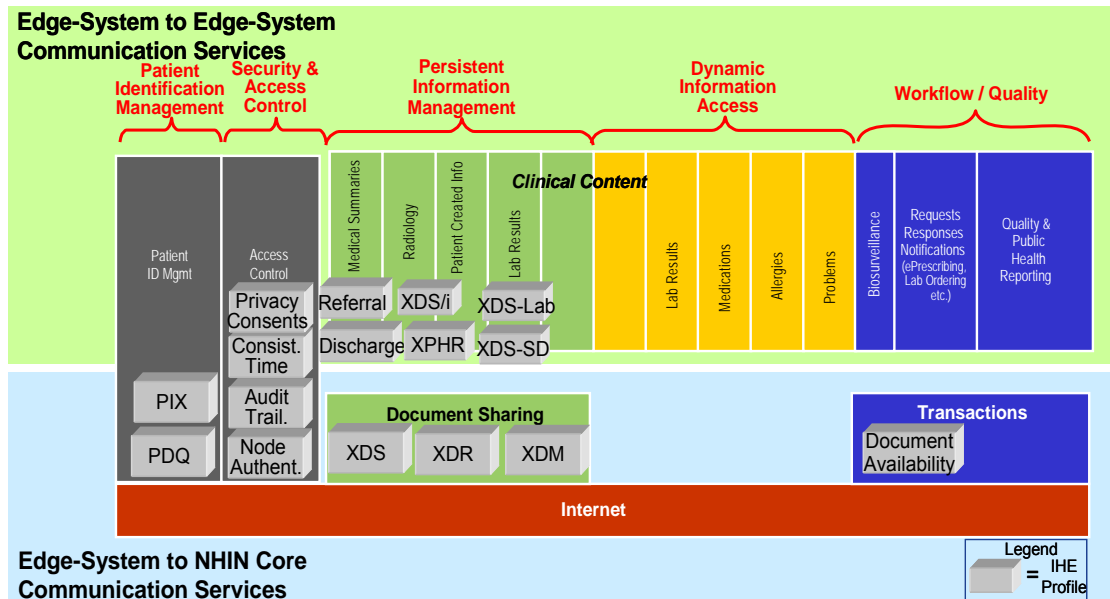 Edge-System to Edge-System
Communication Services
Patient
Identification
Management
Security &
Access
Control
Persistent
Information
Management
Dynamic
Information
Access
Workflow / Quality
Clinical Content
Patient
ID Mgmt
Access
Control
Medical Summaries
Radiology
Patient Created Info
Lab Results
Lab Results
Medications
Allergies
Problems
Biosurveillance
Requests
Responses
Notifications
(ePrescribing,
Lab Ordering
etc.)
Quality &
Public
Health
Reporting
Privacy
Consents
Consist.
Time
Audit
Trail.
Node
Authent.
PIX
PDQ
Referral
XDS/i
XDS-Lab
Discharge
XPHR
XDS-SD
Document Sharing
XDS
XDR
XDM
Transactions
Document
Availability
Internet
Edge-System to NHIN Core
Communication Services
Legend
= IHE
Profile